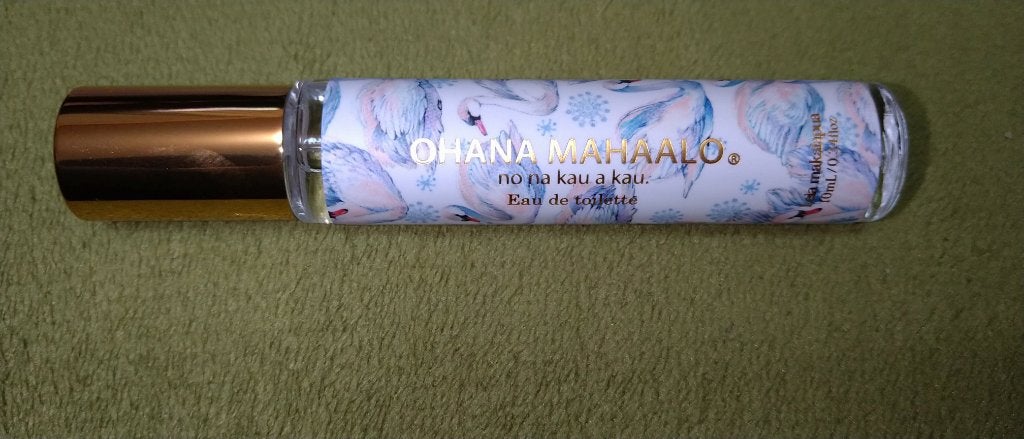 OHANA MAHAALO®
no na kau a kau.
Eau de toilette
10mL / 0.34floz